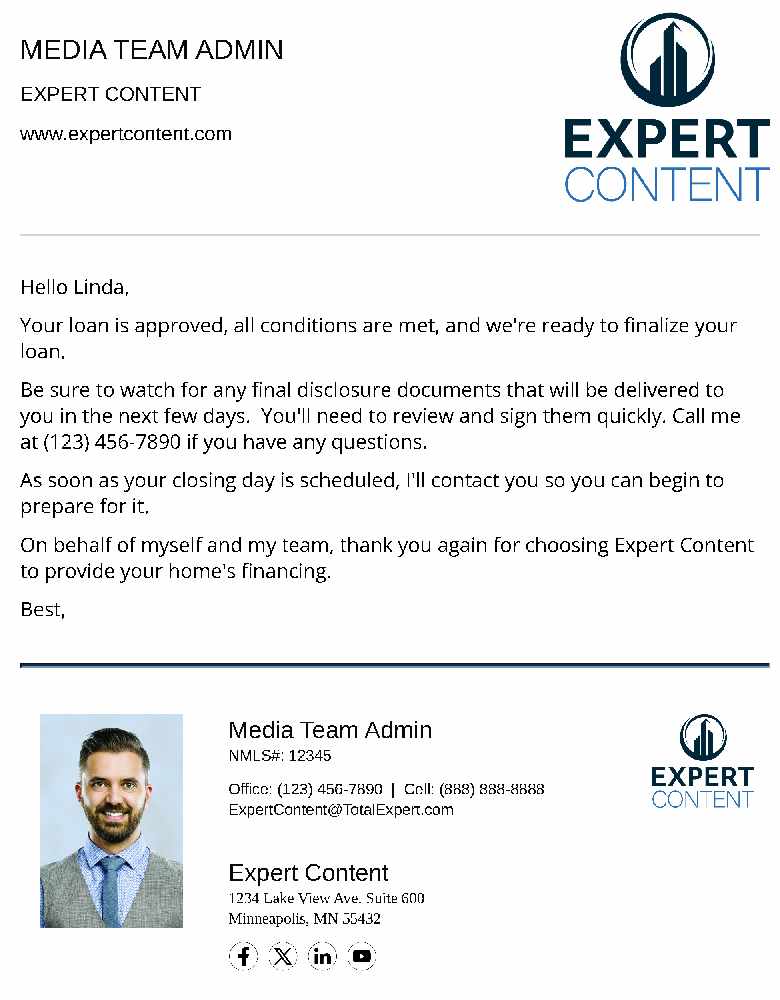 MEDIA TEAM ADMIN
EXPERT CONTENT
www.expertcontent.com
EXPERT
CONTENT
Hello Linda,
Your loan is approved, all conditions are met, and we're ready to finalize your
loan.
Be sure to watch for any final disclosure documents that will be delivered to
you in the next few days.  You'll need to review and sign them quickly. Call me
at (123) 456-7890 if you have any questions.
As soon as your closing day is scheduled, I'll contact you so you can begin to
prepare for it.
On behalf of myself and my team, thank you again for choosing Expert Content
to provide your home's financing.
Best,
Media Team Admin
NMLS#: 12345
Office: (123) 456-7890 | Cell: (888) 888-8888
ExpertContent@TotalExpert.com
EXPERT
CONTENT
Expert Content
1234 Lake View Ave. Suite 600
Minneapolis, MN 55432